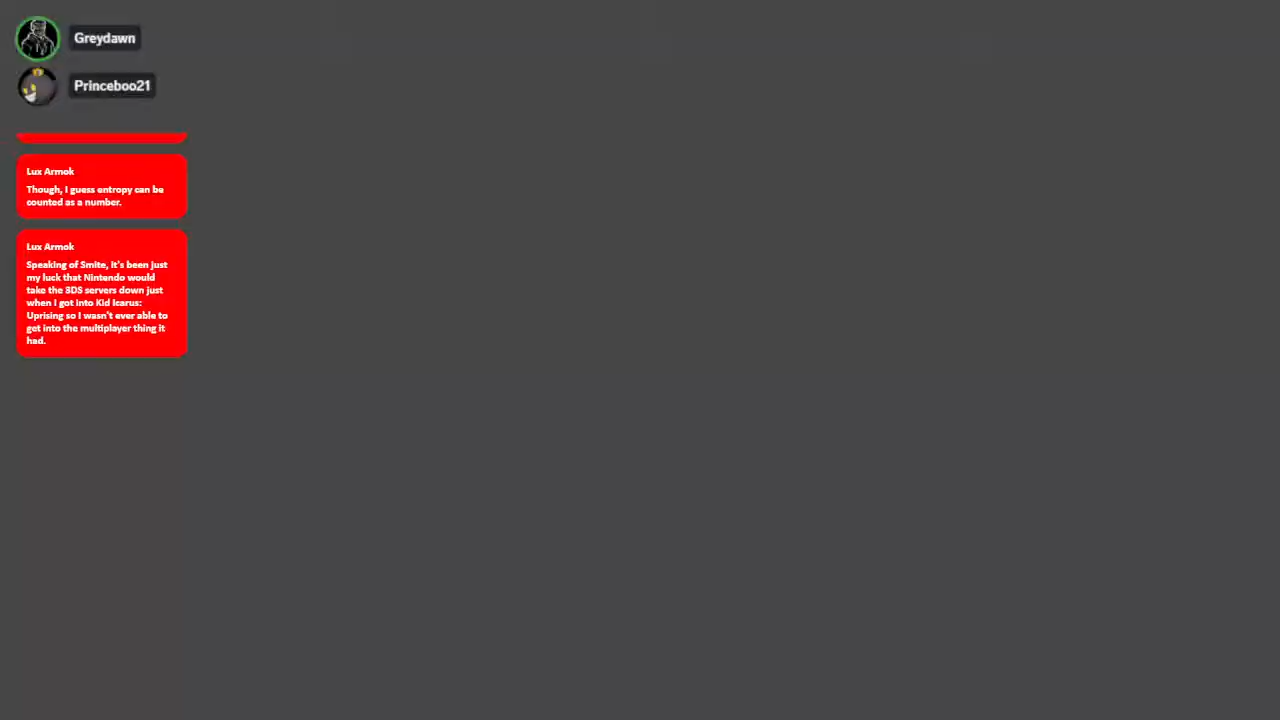 Greydawn
Princeboo21
Lux Armok
Though, I guess entropy can be
counted as a number.
Lux Armok
Speaking of Smite, it's been just
my luck that Nintendo would
take the 3DS servers down just
when I got into Kid Icarus:
Uprising so I wasn't ever able to
get into the multiplayer thing it
had.